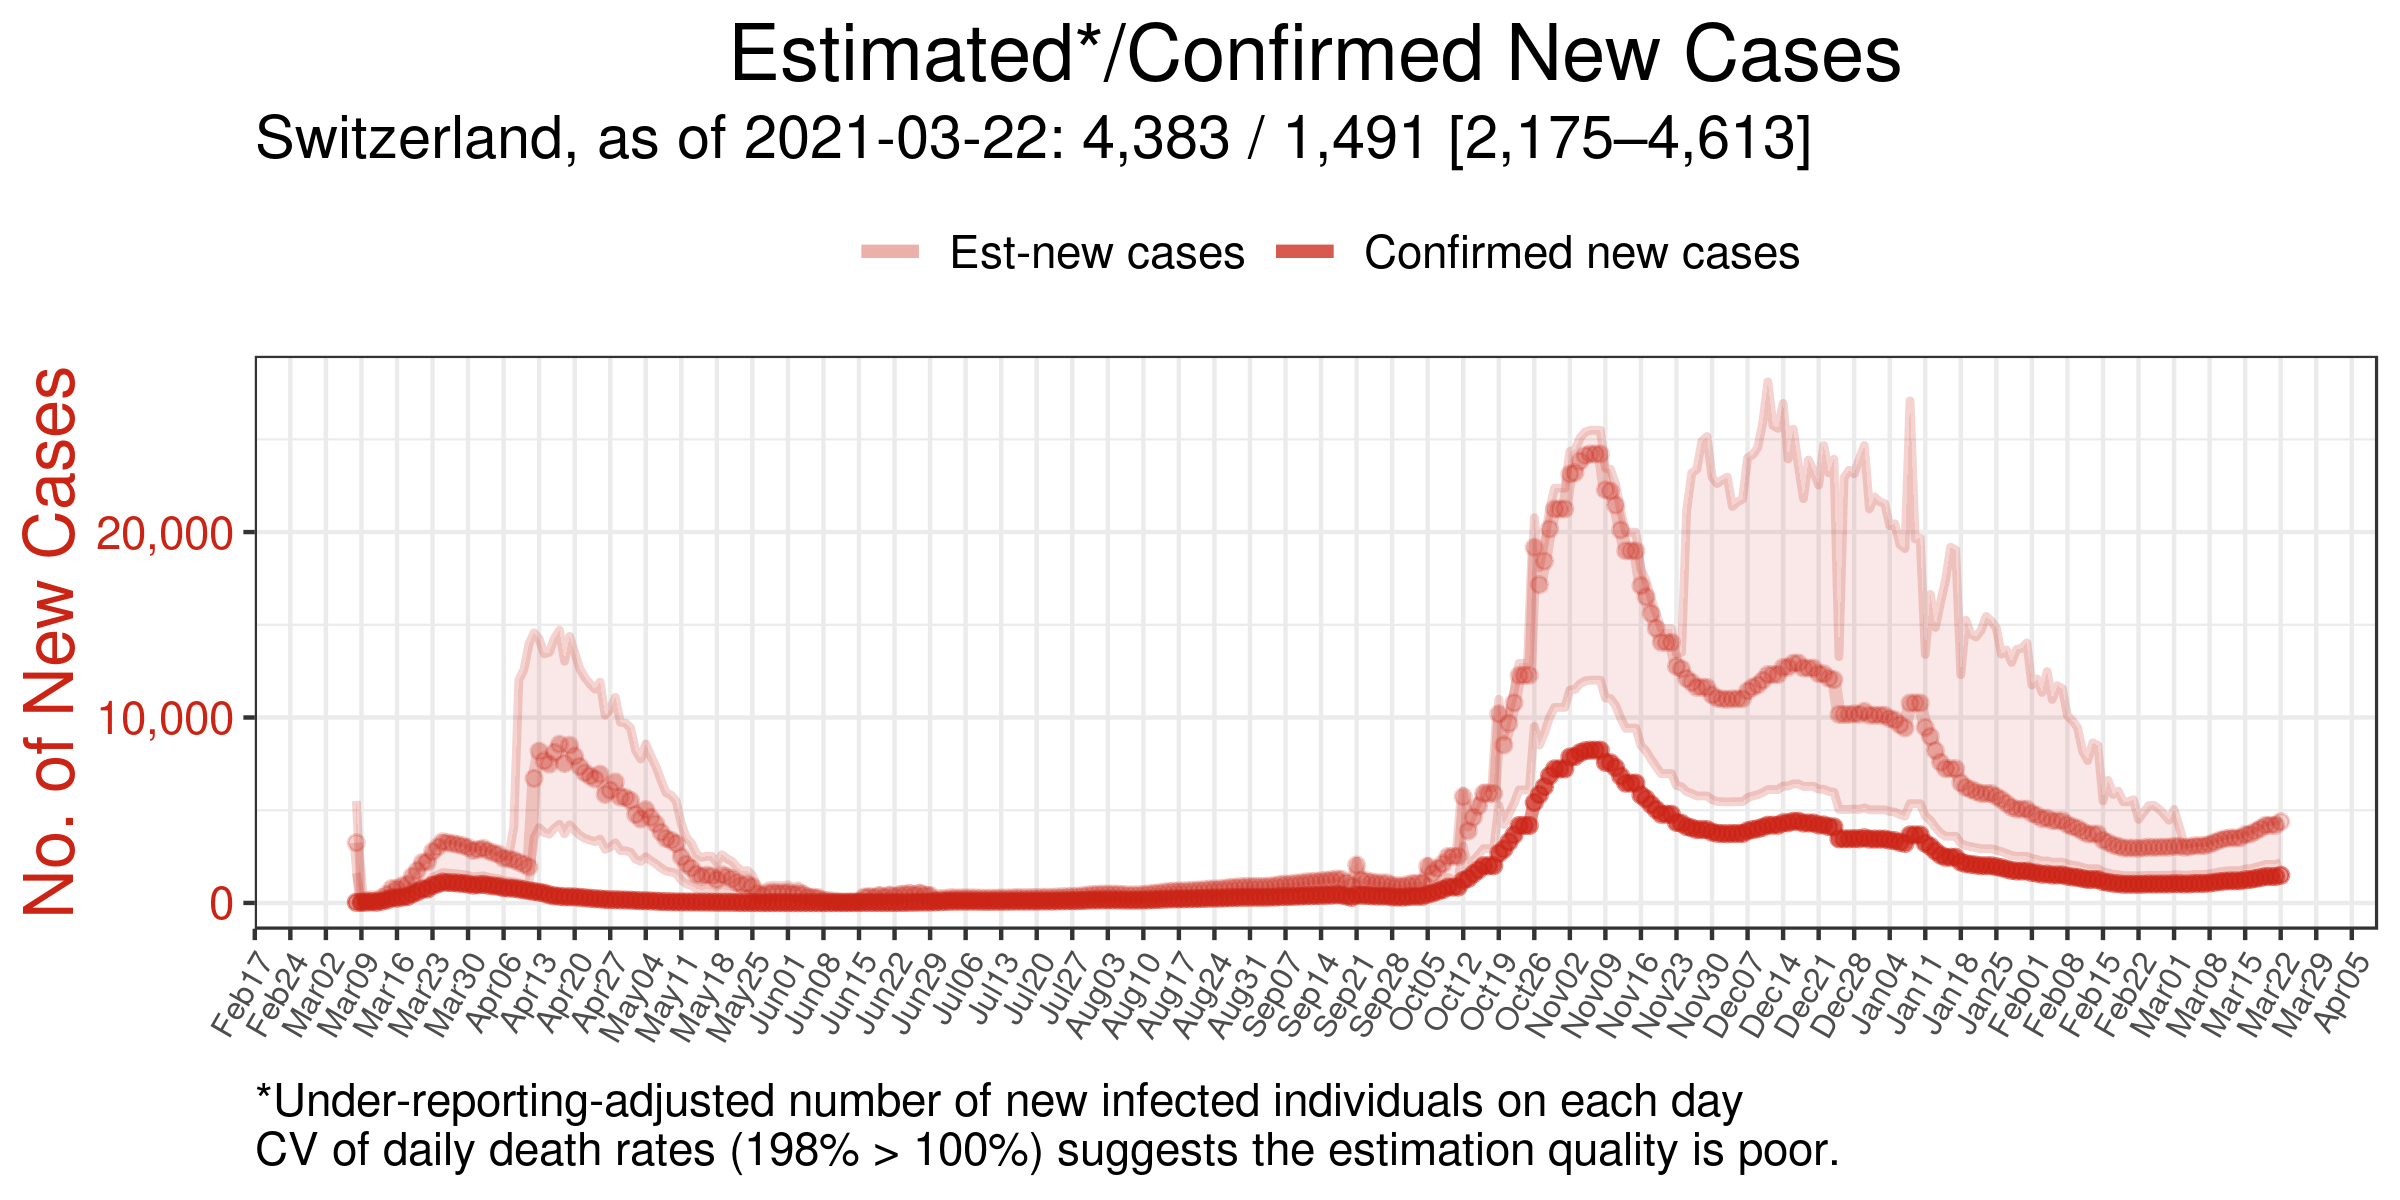 Estimated*/Confirmed New Cases
Switzerland, as of 2021-03-22: 4,383 / 1,491 [2,175–4,613]
Est-new cases
Confirmed new cases
No. of New Cases
20,000
10,000
0
Feb17
Feb24
Mar02
Mar09
Mar16
Mar23
Mar30
Apr06
Apr13
Apr20
Apr27
May04
May11
May18
May25
Jun01
Jun08
Jun15
Jun22
Jun29
Jul06
Jul13
Jul20
Jul27
Aug03
Aug10
Aug17
Aug24
Aug31
Sep07
Sep14
Sep21
Sep28
Oct05
Oct12
Oct19
Oct26
Nov02
Nov09
Nov16
Nov23
Nov30
Dec07
Dec14
Dec21
Dec28
Jan04
Jan11
Jan18
Jan25
Feb01
Feb08
Feb15
Feb22
Mar01
Mar08
Mar15
Mar22
Mar29
Apr05
*Under-reporting-adjusted number of new infected individuals on each day
CV of daily death rates (198% > 100%) suggests the estimation quality is poor.